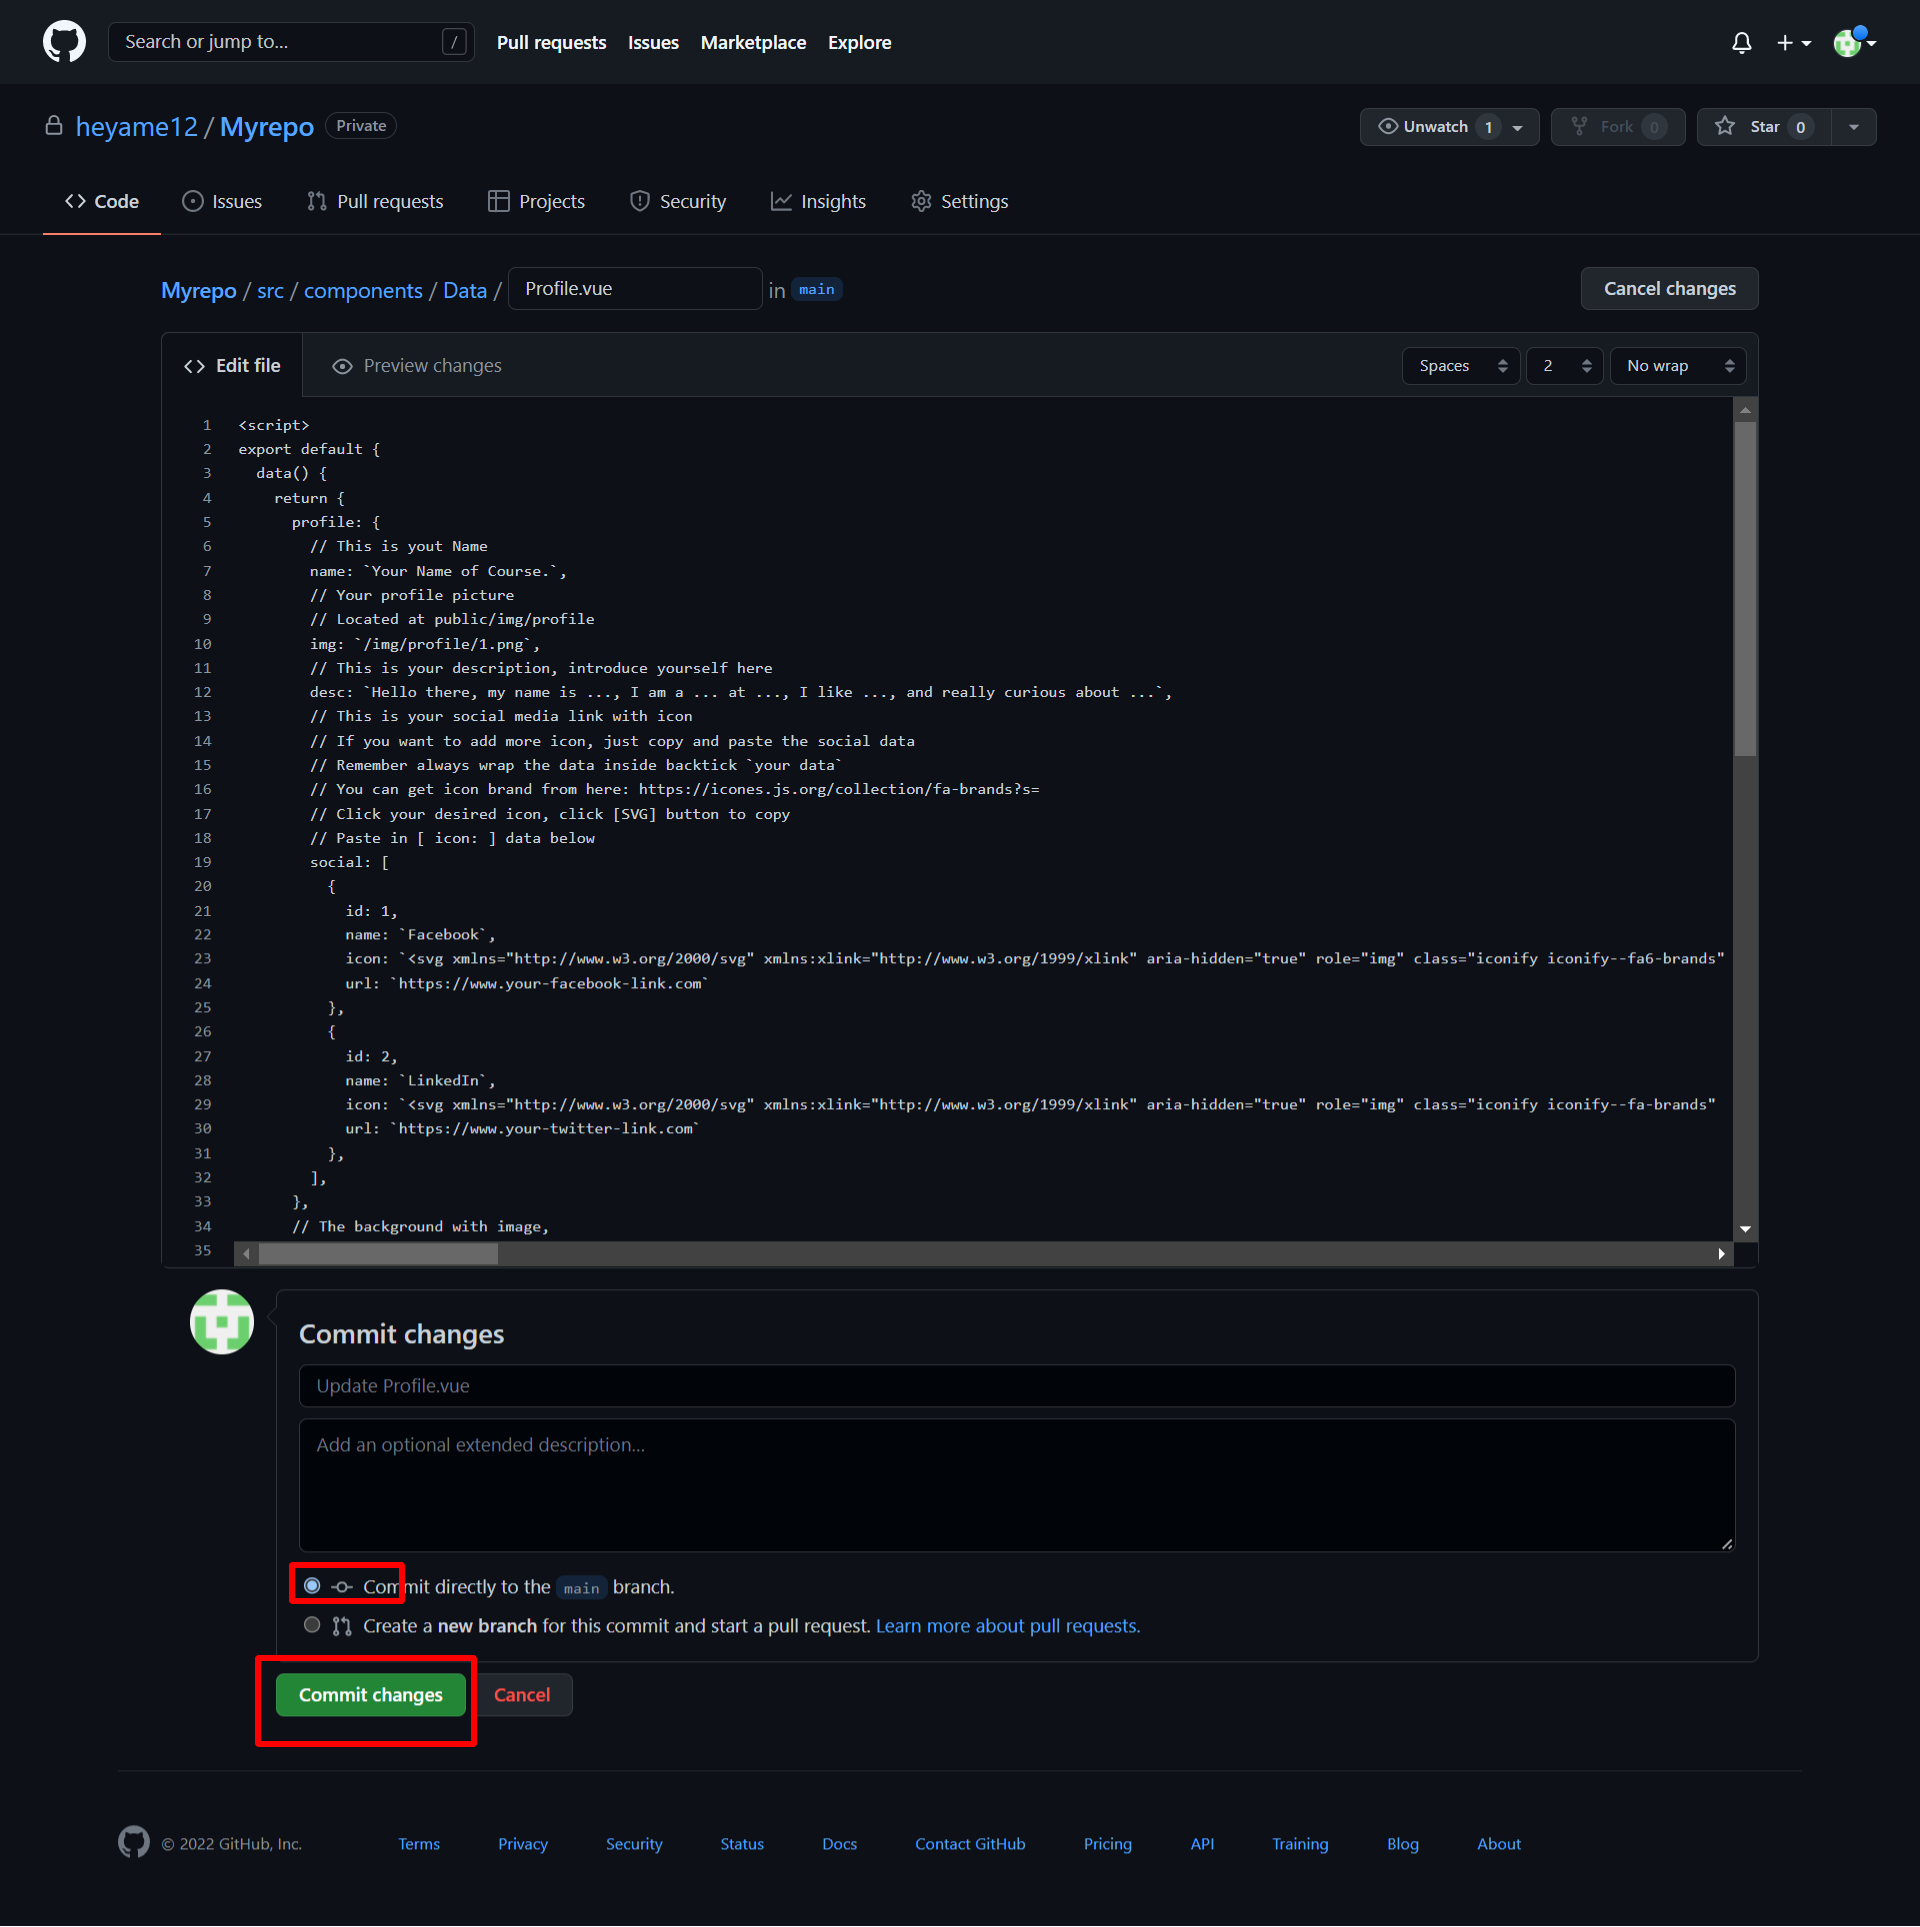 Search or jump to... /
Pull requests Issues Marketplace Explore
heyame12 / Myrepo Private
Unwatch 1 Fork 0 Star 0
Code Issues Pull requests Projects Security Insights Settings
Myrepo / src / components / Data / Profile.vue in main Cancel changes
Edit file Preview changes Spaces 2 No wrap
1 <script>
2 export default {
3 data() {
4 return {
5 profile: {
6 // This is yout Name
7 name: `Your Name of Course.`,
8 // Your profile picture
9 // Located at public/img/profile
10 img: `/img/profile/1.png`,
11 // This is your description, introduce yourself here
12 desc: `Hello there, my name is ..., I am a ... at ..., I like ..., and really curious about ...`,
13 // This is your social media link with icon
14 // If you want to add more icon, just copy and paste the social data
15 // Remember always wrap the data inside backtick `your data`
16 // You can get icon brand from here: https://icones.js.org/collection/fa-brands?s=
17 // Click your desired icon, click [SVG] button to copy
18 // Paste in [ icon: ] data below
19 social: [
20 {
21 id: 1,
22 name: `Facebook`,
23 icon: `<svg xmlns="http://www.w3.org/2000/svg" xmlns:xlink="http://www.w3.org/1999/xlink" aria-hidden="true" role="img" class="iconify iconify--fa6-brands"
24 url: `https://www.your-facebook-link.com`
25 },
26 {
27 id: 2,
28 name: `LinkedIn`,
29 icon: `<svg xmlns="http://www.w3.org/2000/svg" xmlns:xlink="http://www.w3.org/1999/xlink" aria-hidden="true" role="img" class="iconify iconify--fa-brands"
30 url: `https://www.your-twitter-link.com`
31 },
32 ],
33 },
34 // The background with image,
35
Commit changes
Update Profile.vue
Add an optional extended description...
Commit directly to the main branch.
Create a new branch for this commit and start a pull request. Learn more about pull requests.
Commit changes Cancel
© 2022 GitHub, Inc. Terms Privacy Security Status Docs Contact GitHub Pricing API Training Blog About